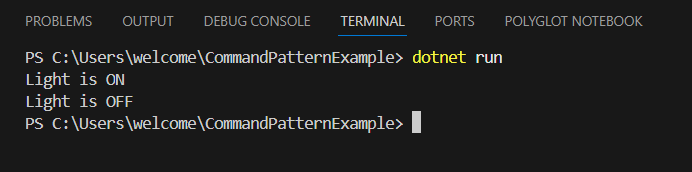 PROBLEMS OUTPUT DEBUG CONSOLE TERMINAL PORTS POLYGLOT NOTEBOOK
PS C:\Users\welcome\CommandPatternExample> dotnet run
Light is ON
Light is OFF
PS C:\Users\welcome\CommandPatternExample>